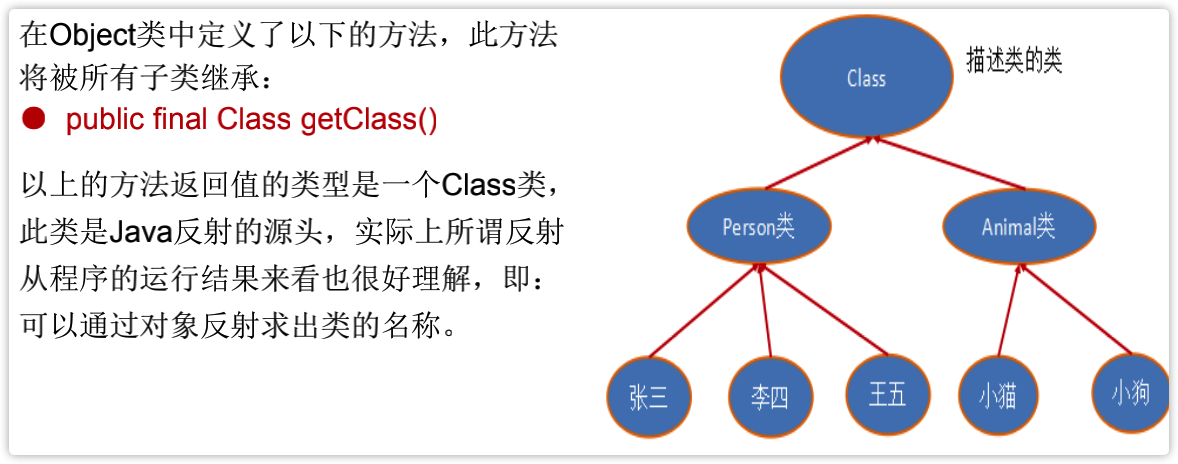 在Object类中定义了以下的方法，此方法
将被所有子类继承：
● public final Class getClass()
以上的方法返回值的类型是一个Class类，
此类是Java反射的源头，实际上所谓反射
从程序的运行结果来看也很好理解，即：
可以通过对象反射求出类的名称。
Class
描述类的类
Person类
Animal类
张三
李四
王五
小猫
小狗